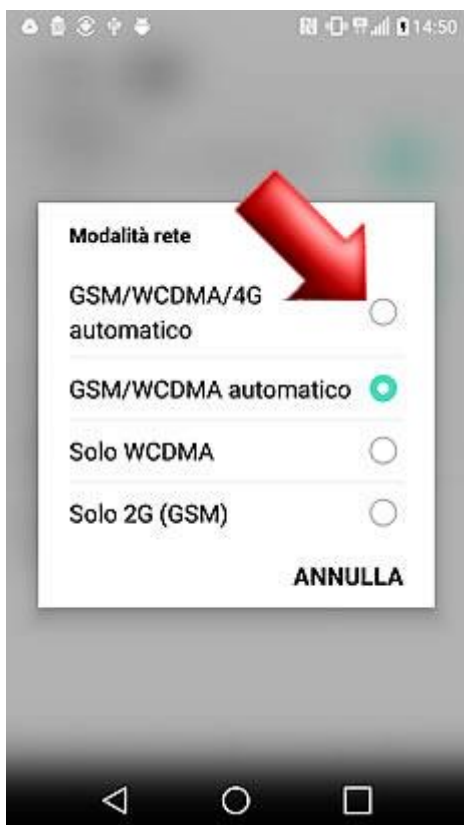 14:50
Modalità rete
GSM/WCDMA/4G
automatico
GSM/WCDMA automatico
Solo WCDMA
Solo 2G (GSM)
ANNULLA